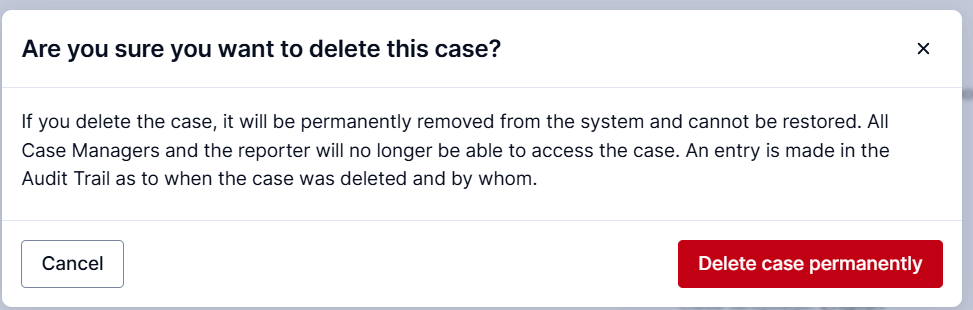 Are you sure you want to delete this case?
If you delete the case, it will be permanently removed from the system and cannot be restored. All
Case Managers and the reporter will no longer be able to access the case. An entry is made in the
Audit Trail as to when the case was deleted and by whom.
Cancel
Delete case permanently